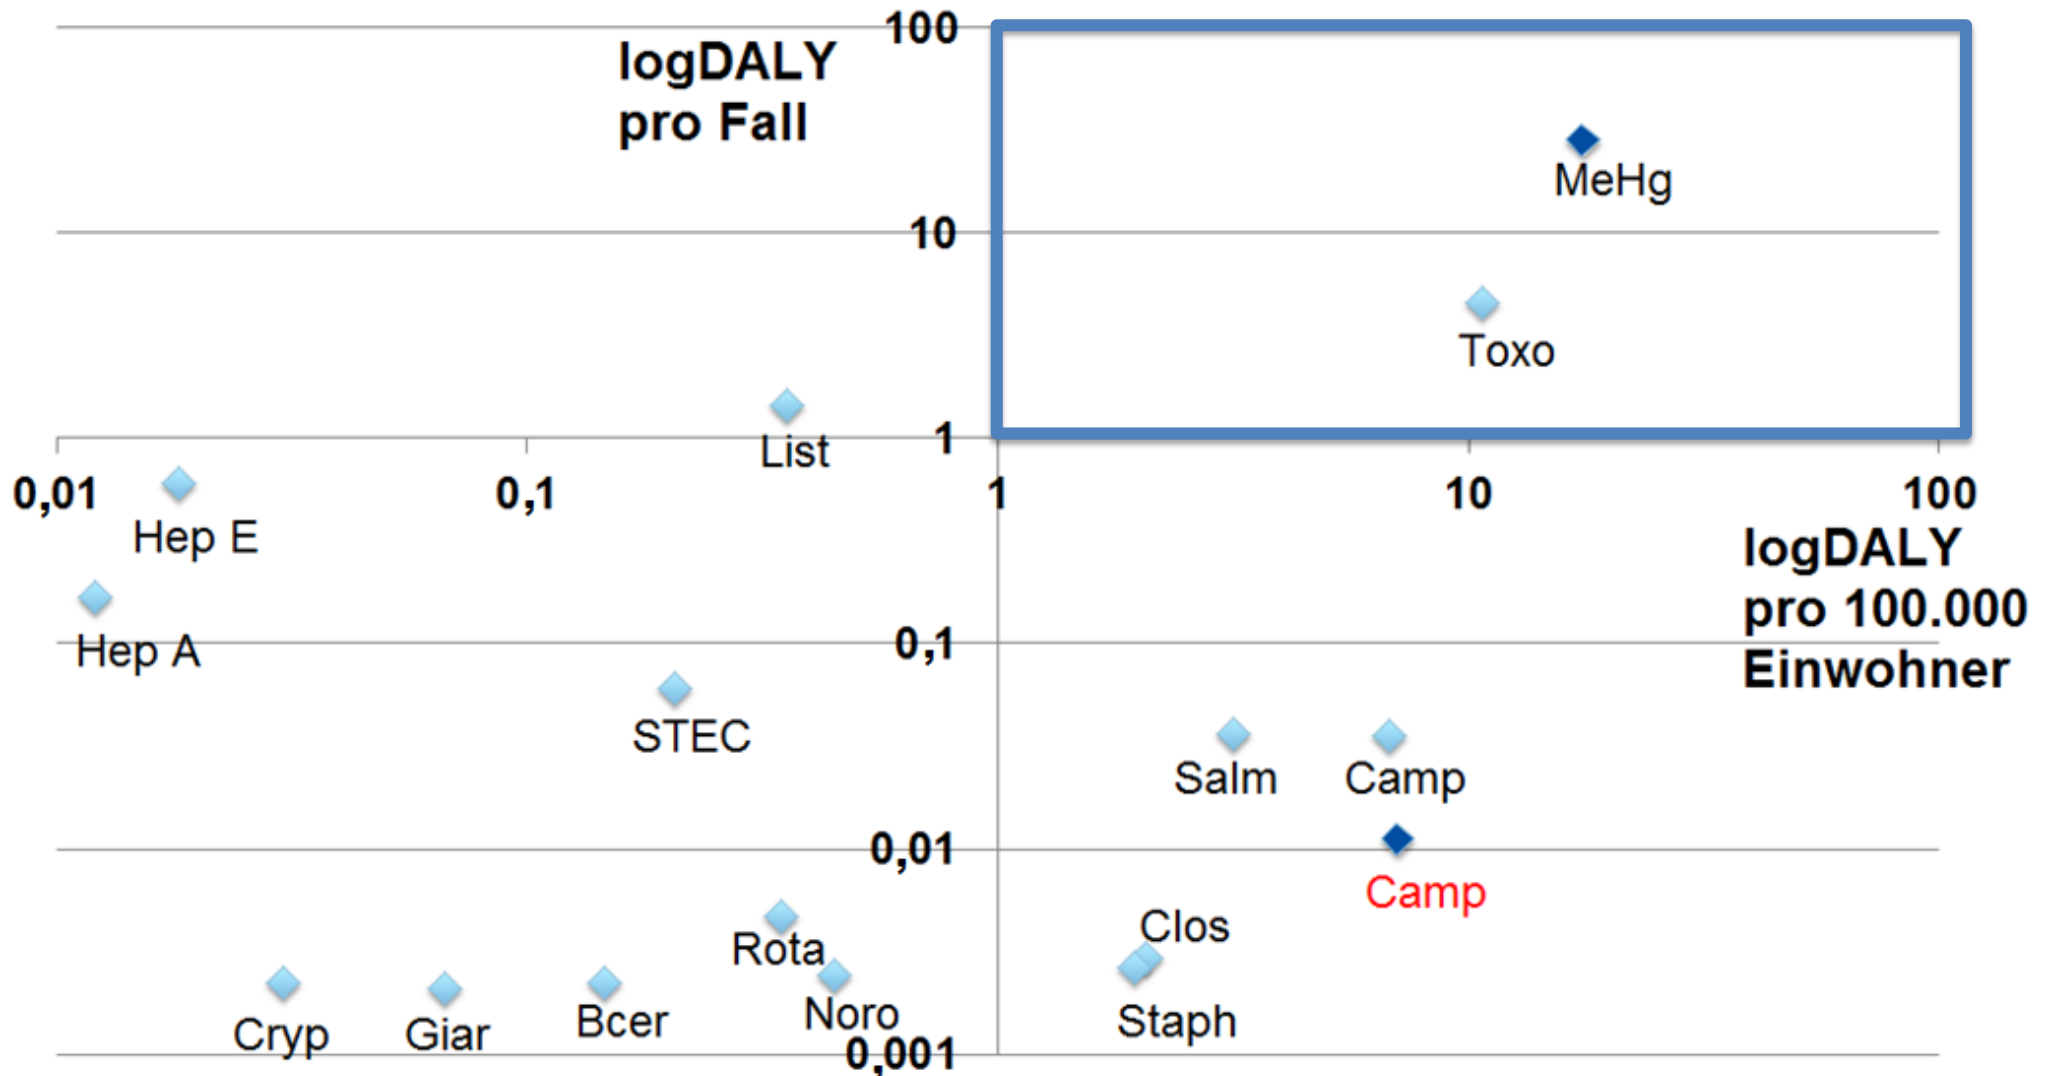 100
logDALY
pro Fall
MeHg
10
Toxo
1
List
0,01
0,1
1
10
100
Hep E
logDALY
pro 100.000
Einwohner
Hep A
0,1
STEC
Salm
Camp
0,01
Camp
Clos
Rota
Noro
Staph
Bcer
Cryp
Giar
0,001